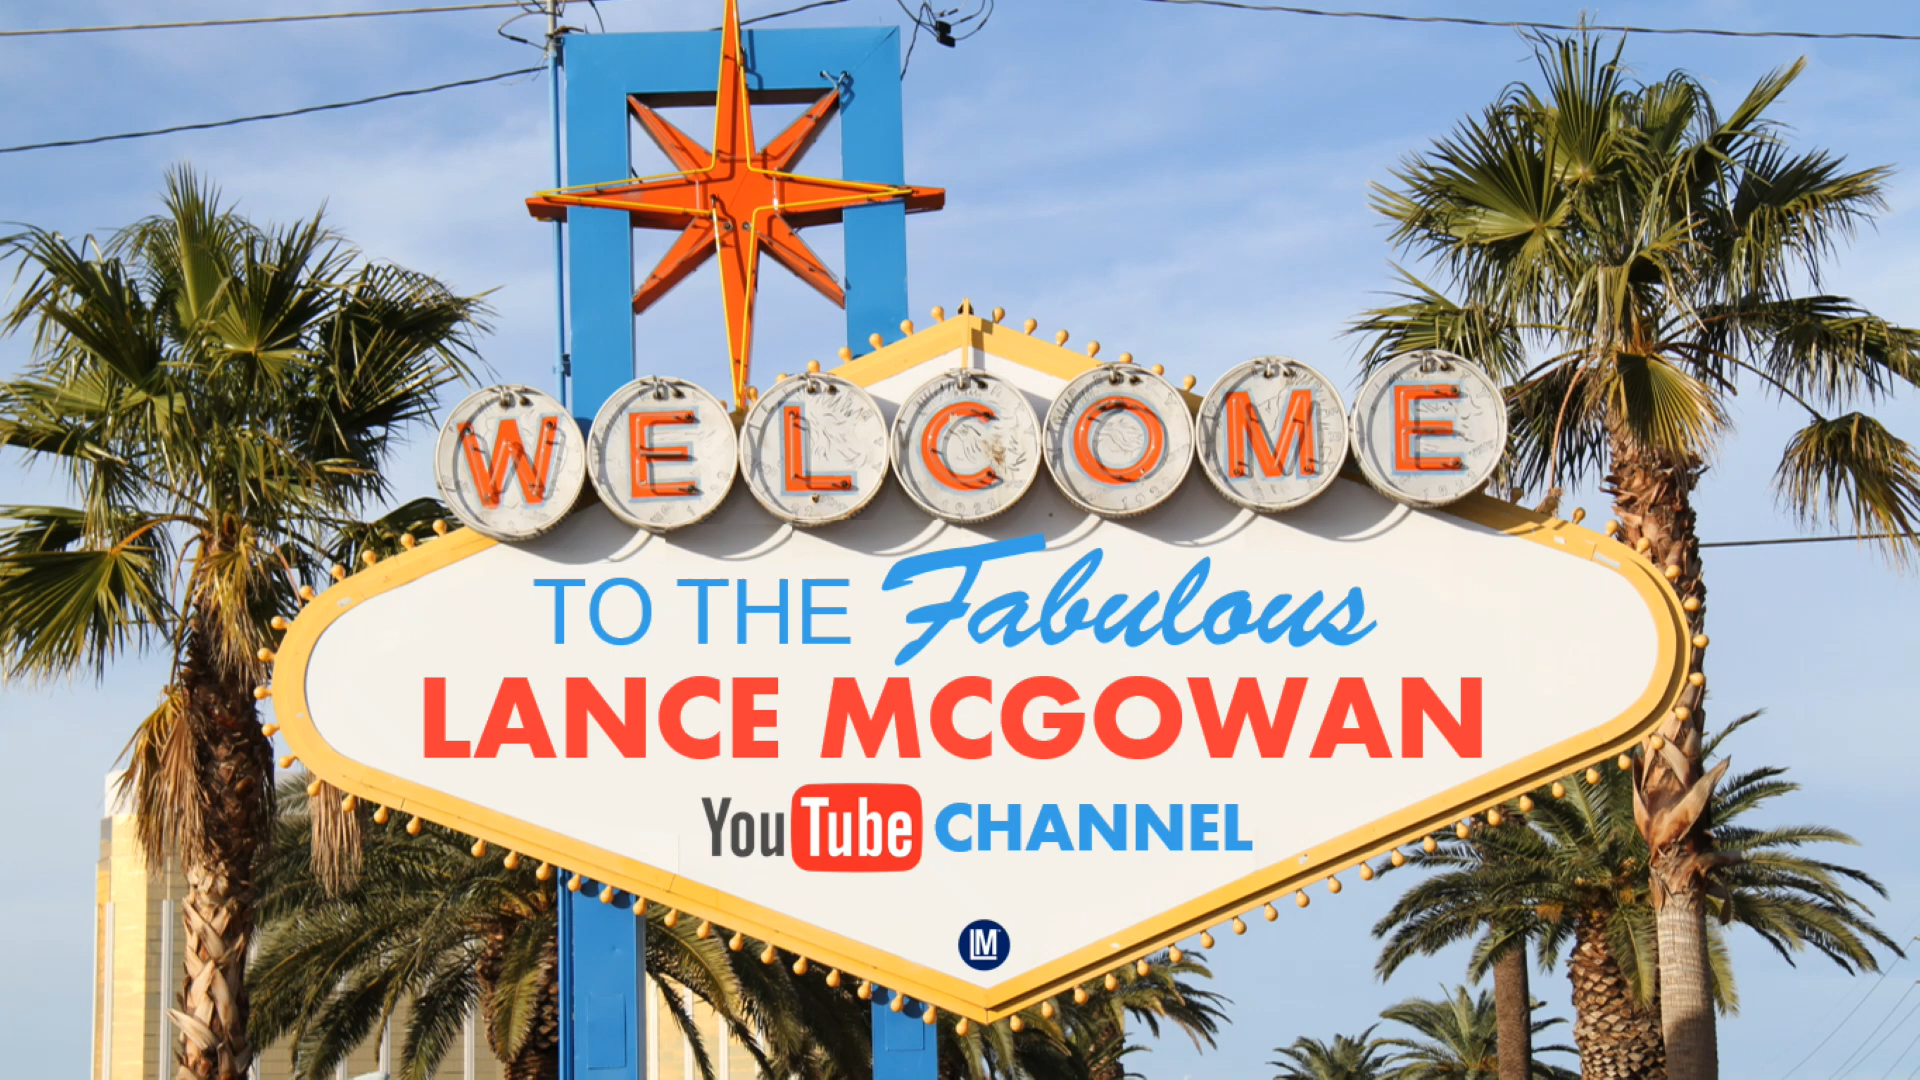 WELCOME
TO THE Fabulous
LANCE MCGOWAN
YouTube CHANNEL
LM